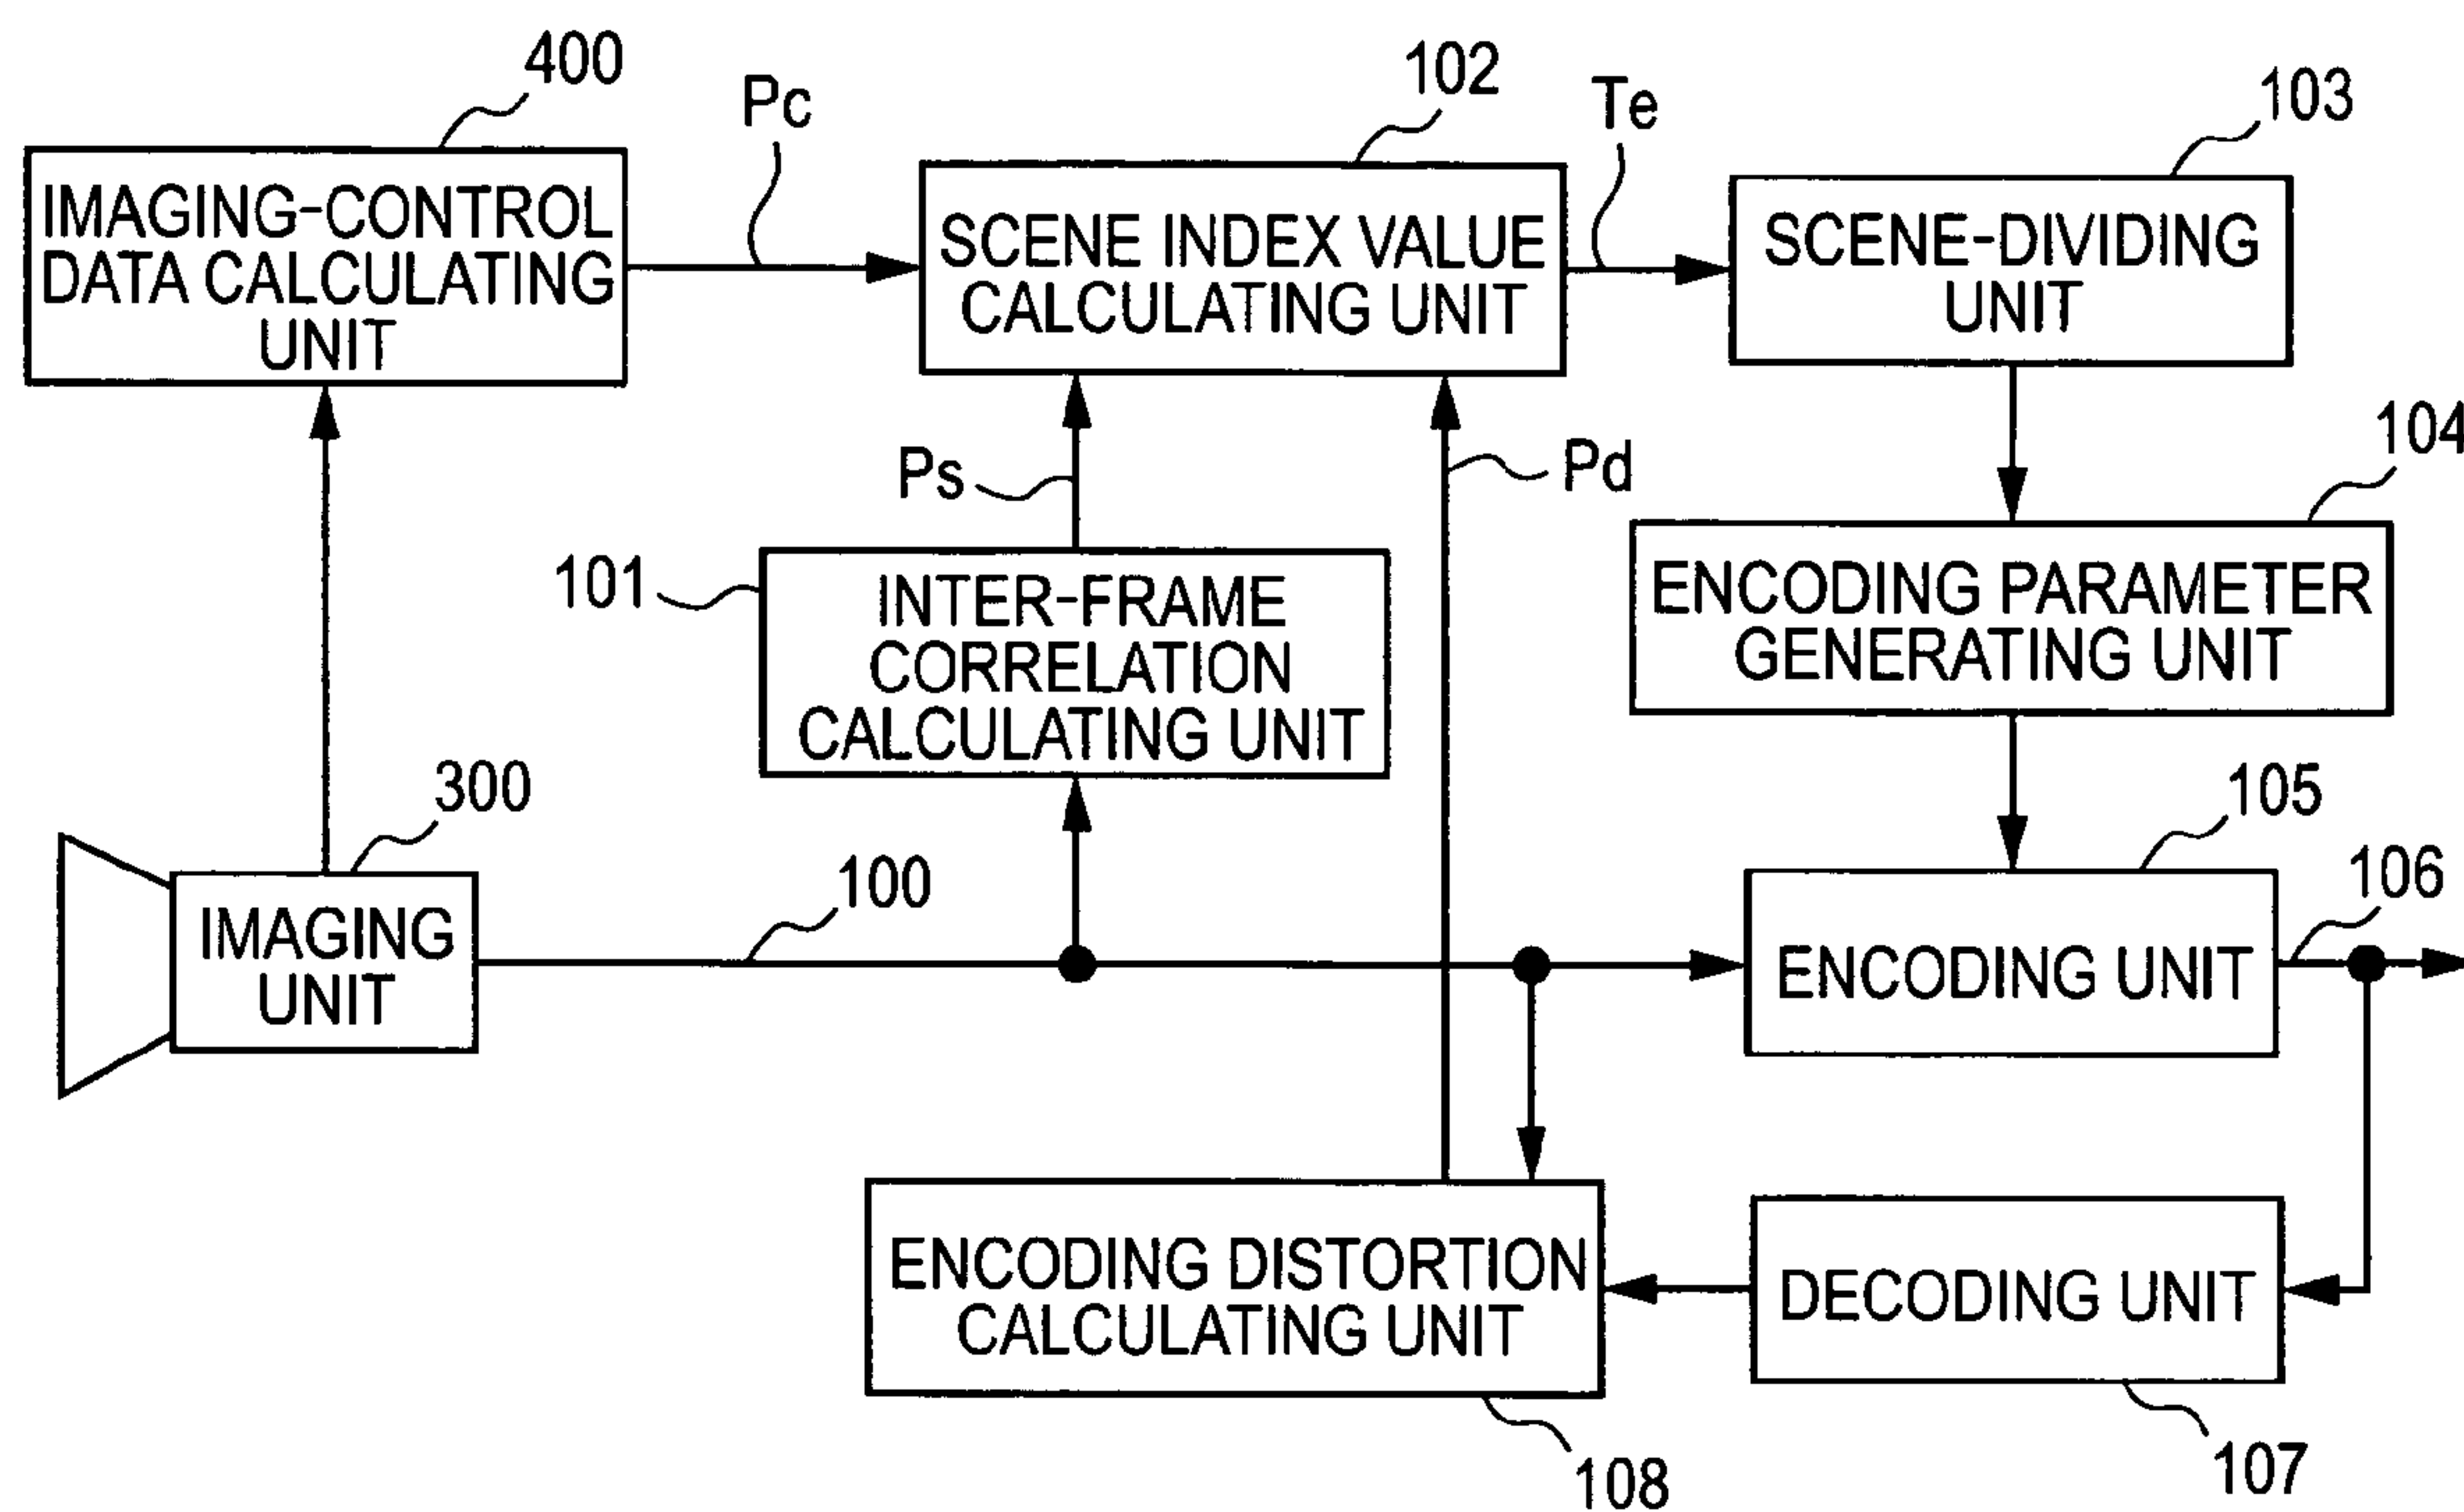 400
Pc
102
Te
103
IMAGING-CONTROL
DATA CALCULATING
UNIT
SCENE INDEX VALUE
CALCULATING UNIT
SCENE-DIVIDING
UNIT
Ps
Pd
104
101
INTER-FRAME
CORRELATION
CALCULATING UNIT
ENCODING PARAMETER
GENERATING UNIT
300
100
105
106
IMAGING
UNIT
ENCODING UNIT
ENCODING DISTORTION
CALCULATING UNIT
DECODING UNIT
108
107